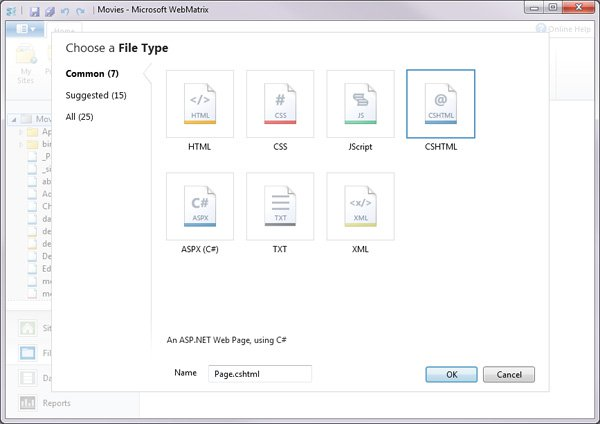 Movies - Microsoft WebMatrix
Home
Online Help
My
Sites
Choose a File Type
Common (7)
Suggested (15)
All (25)
</>
HTML
HTML
#
CSS
CSS
JS
JScript
@
CSHTML
CSHTML
C#
ASPX
ASPX (C#)
TXT
TXT
<x/>
XML
XML
An ASP.NET Web Page, using C#
Name
Page.cshtml
OK
Cancel
Reports